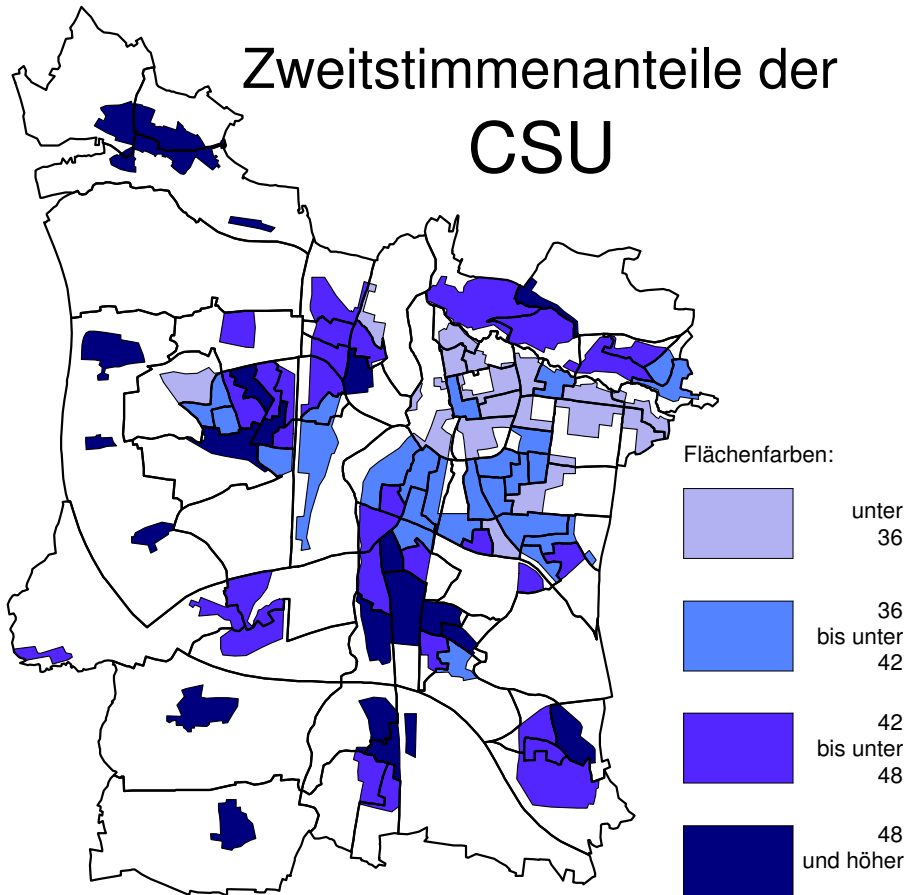 Zweitstimmenanteile der
CSU
Flächenfarben:
unter
36
36
bis unter
42
42
bis unter
48
48
und höher